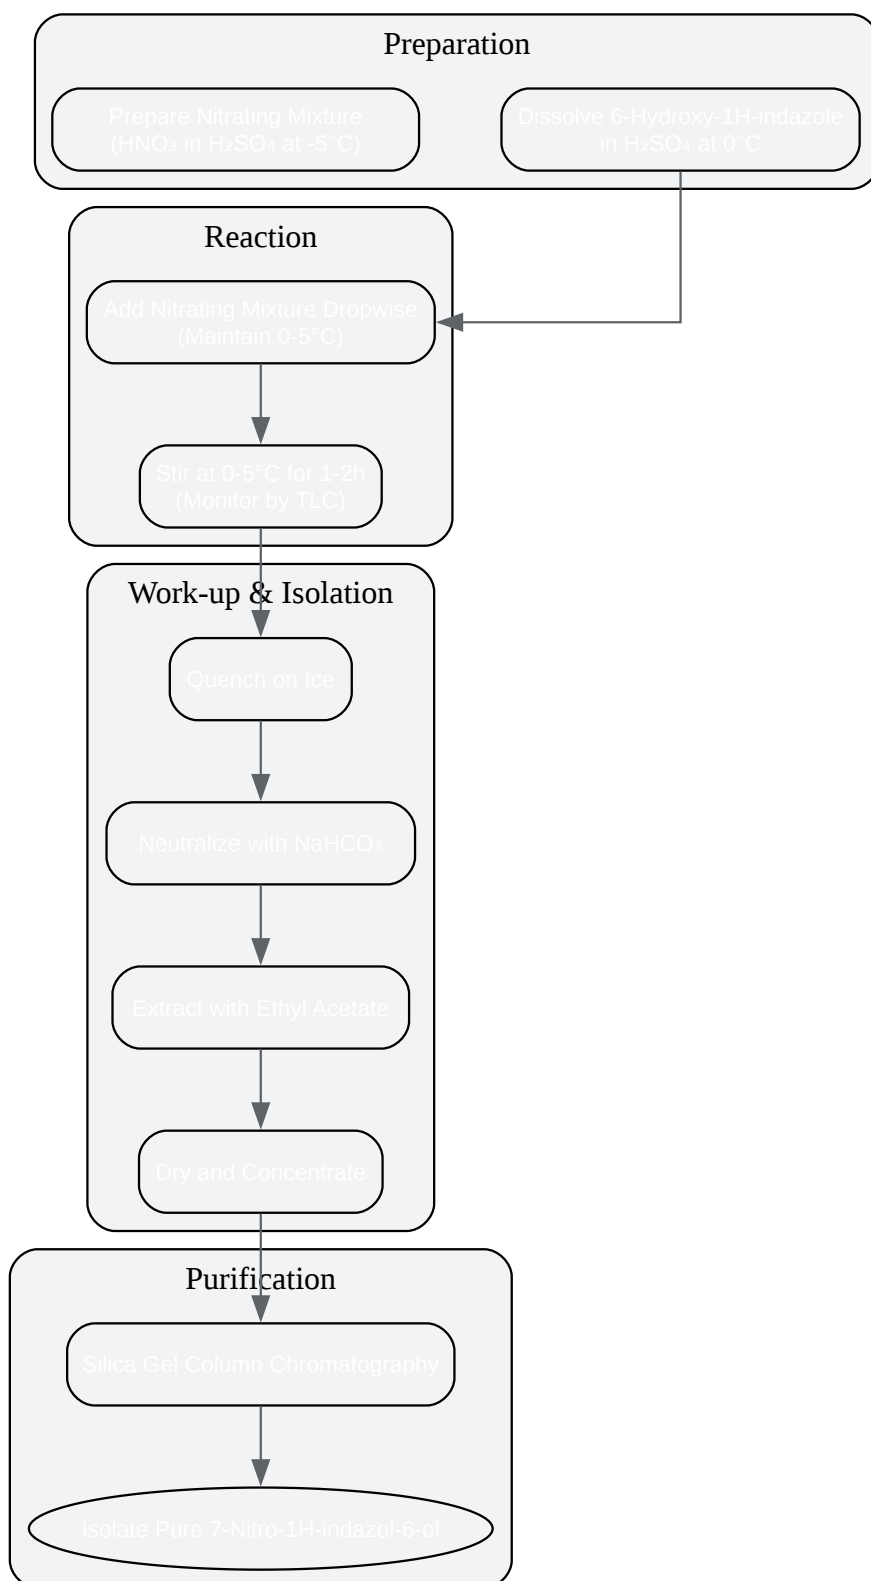 Preparation
Prepare Nitrating Mixture
(HNO₃ in H₂SO₄ at -5°C)
Dissolve 6-Hydroxy-1H-indazole
in H₂SO₄ at 0°C
Reaction
Add Nitrating Mixture Dropwise
(Maintain 0-5°C)
Stir at 0-5°C for 1-2h
(Monitor by TLC)
Work-up & Isolation
Quench on Ice
Neutralize with NaHCO₃
Extract with Ethyl Acetate
Dry and Concentrate
Purification
Silica Gel Column Chromatography
Isolate Pure 7-Nitro-1H-indazol-6-ol